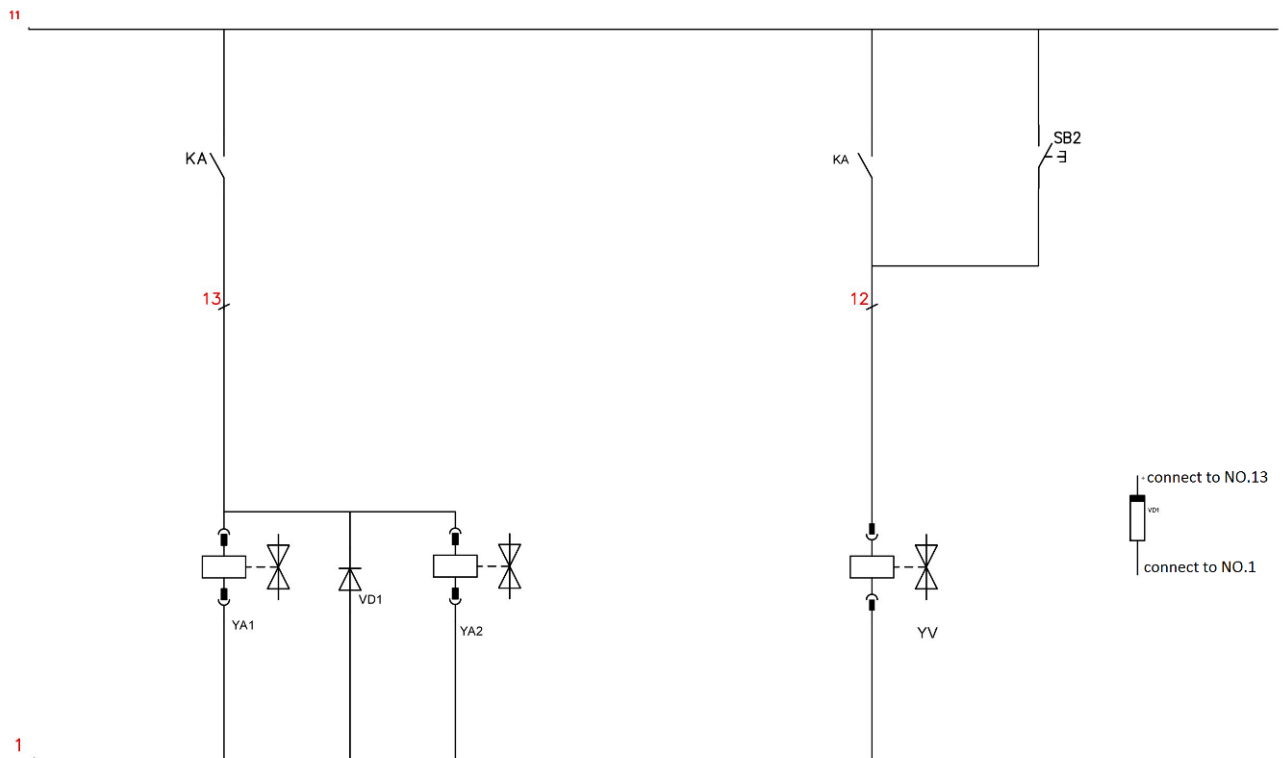 11
KA
KA
SB2
13
12
connect to NO.13
VD1
connect to NO.1
VD1
YA1
YA2
YV
1